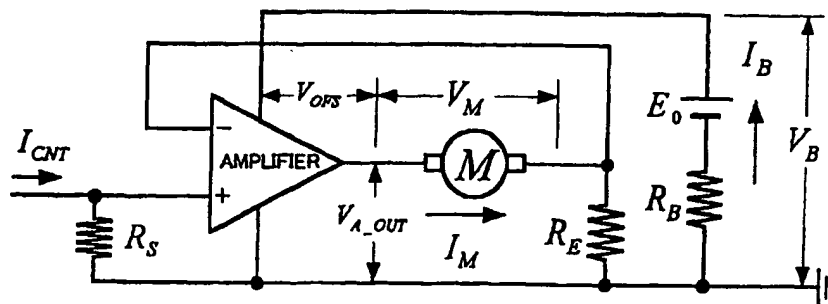 I_B
V_OFS
V_M
E_0
V_B
I_CNT
−
AMPLIFIER
M
+
R_B
R_S
V_A_OUT
I_M
R_E